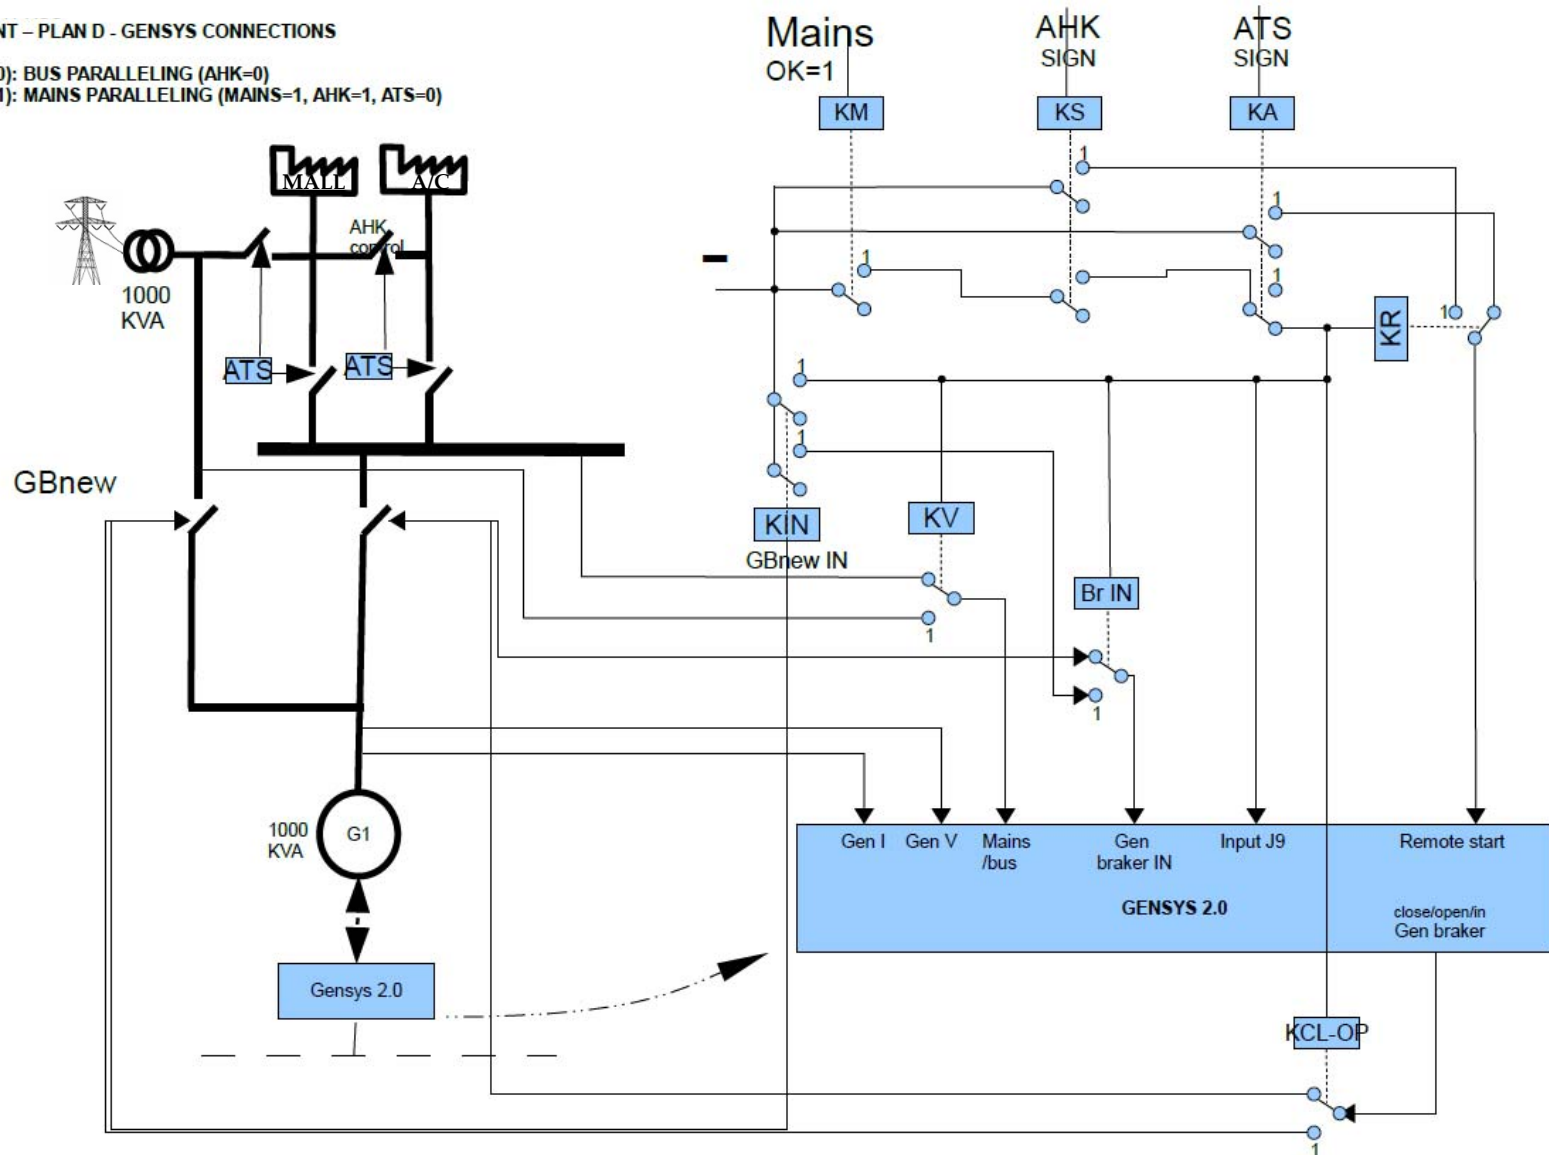 NT – PLAN D - GENSYS CONNECTIONS
0): BUS PARALLELING (AHK=0)
1): MAINS PARALLELING (MAINS=1, AHK=1, ATS=0)
Mains
OK=1
AHK
SIGN
ATS
SIGN
KM
KS
KA
MALL
A/C
AHK
control
1000
KVA
ATS
ATS
1
1
1
1
1
1
KR
1
1
GBnew
KIN
GBnew IN
KV
1
Br IN
1
1000
KVA
G1
Gensys 2.0
Gen I
Gen V
Mains
/bus
Gen
braker IN
Input J9
Remote start
GENSYS 2.0
close/open/in
Gen braker
KCL-OP
1
-